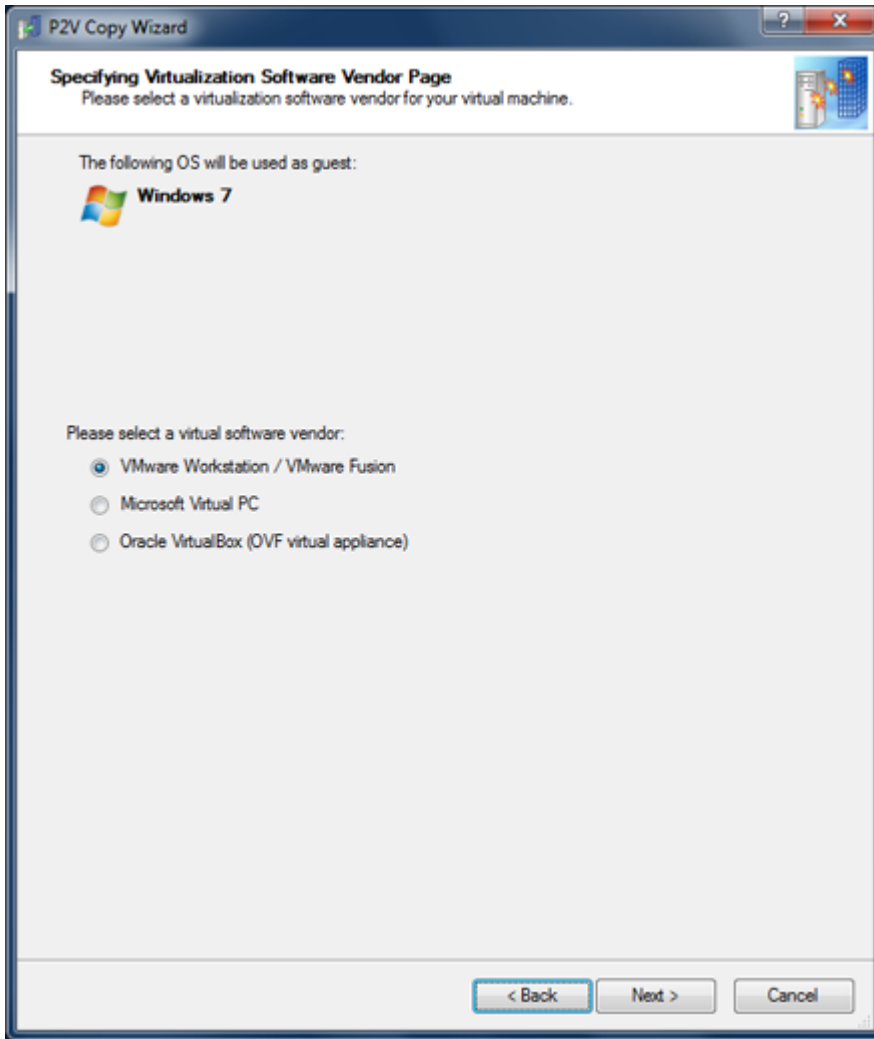 P2V Copy Wizard
?
Specifying Virtualization Software Vendor Page
Please select a virtualization software vendor for your virtual machine.
The following OS will be used as guest:
Windows 7
Please select a virtual software vendor:
VMware Workstation / VMware Fusion
Microsoft Virtual PC
Oracle VirtualBox (OVF virtual appliance)
< Back Next > Cancel